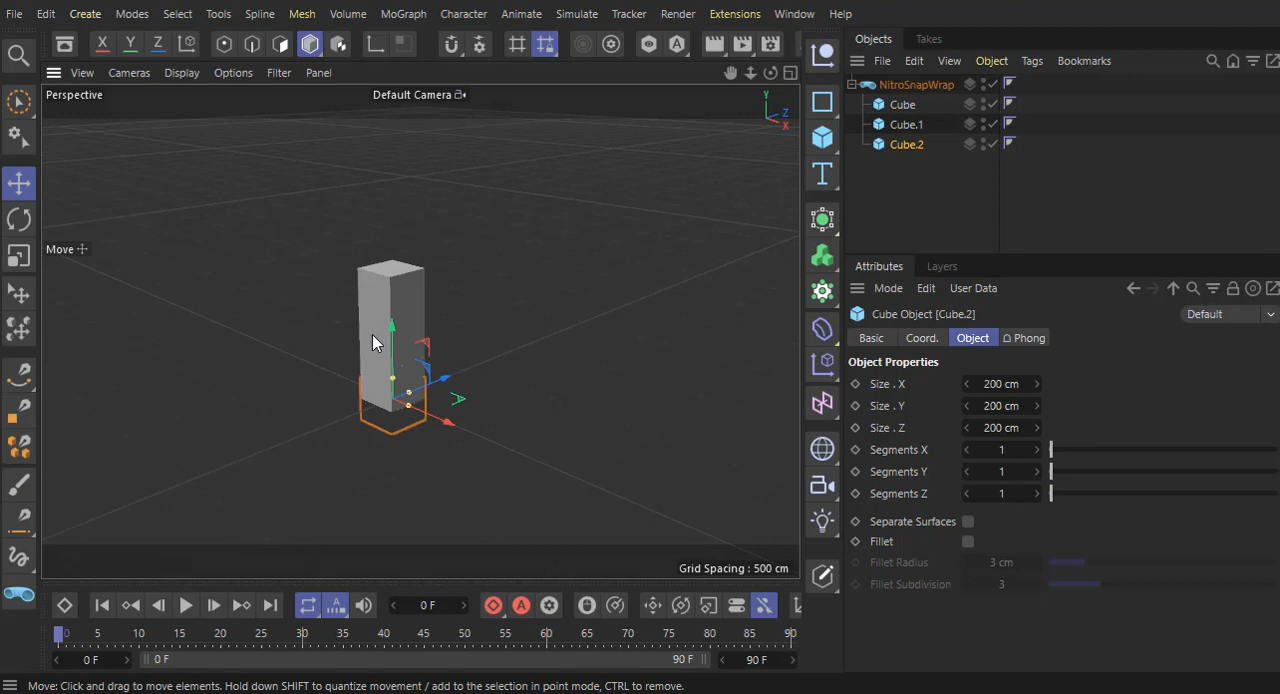 File Edit Create Modes Select Tools Spline Mesh Volume MoGraph Character Animate Simulate Tracker Render Extensions Window Help
X Y Z
View Cameras Display Options Filter Panel
Perspective
Default Camera
Y
Z
X
Move
Grid Spacing : 500 cm
0 F
0 5 10 15 20 25 30 35 40 45 50 55 60 65 70 75 80 85 90
0 F
0 F
90 F
90 F
Move: Click and drag to move elements. Hold down SHIFT to quantize movement / add to the selection in point mode, CTRL to remove.
Objects Takes
File Edit View Object Tags Bookmarks
NitroSnapWrap
Cube
Cube.1
Cube.2
Attributes Layers
Mode Edit User Data
Cube Object [Cube.2]
Default
Basic Coord. Object Phong
Object Properties
Size . X 200 cm
Size . Y 200 cm
Size . Z 200 cm
Segments X 1
Segments Y 1
Segments Z 1
Separate Surfaces
Fillet
Fillet Radius 3 cm
Fillet Subdivision 3